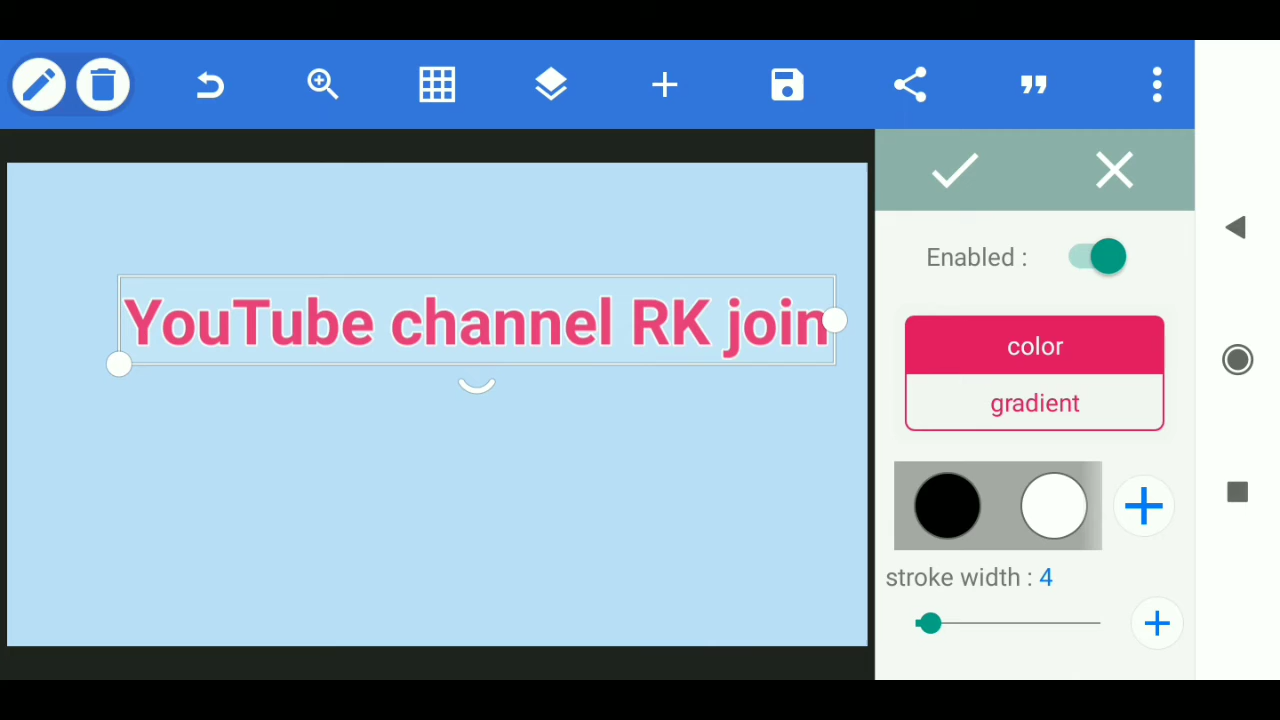 YouTube channel RK join
Enabled :
color
gradient
stroke width : 4